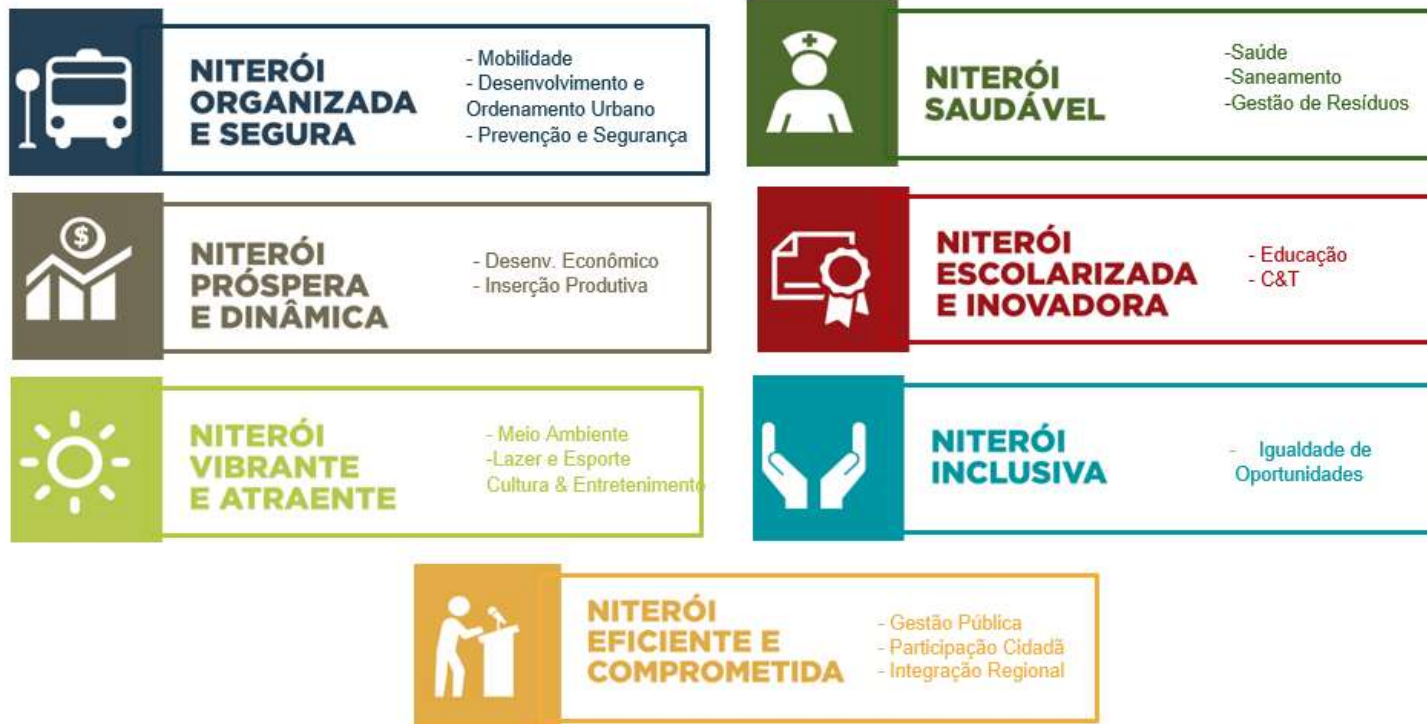 NITERÓI
ORGANIZADA
E SEGURA
- Mobilidade
- Desenvolvimento e
Ordenamento Urbano
- Prevenção e Segurança
NITERÓI
SAUDÁVEL
-Saúde
-Saneamento
-Gestão de Resíduos
$
NITERÓI
PRÓSPERA
E DINÂMICA
- Desenv. Econômico
- Inserção Produtiva
NITERÓI
ESCOLARIZADA
E INOVADORA
- Educação
- C&T
NITERÓI
VIBRANTE
E ATRAENTE
- Meio Ambiente
-Lazer e Esporte
Cultura & Entretenimento
NITERÓI
INCLUSIVA
- Igualdade de
Oportunidades
NITERÓI
EFICIENTE E
COMPROMETIDA
- Gestão Pública
- Participação Cidadã
- Integração Regional